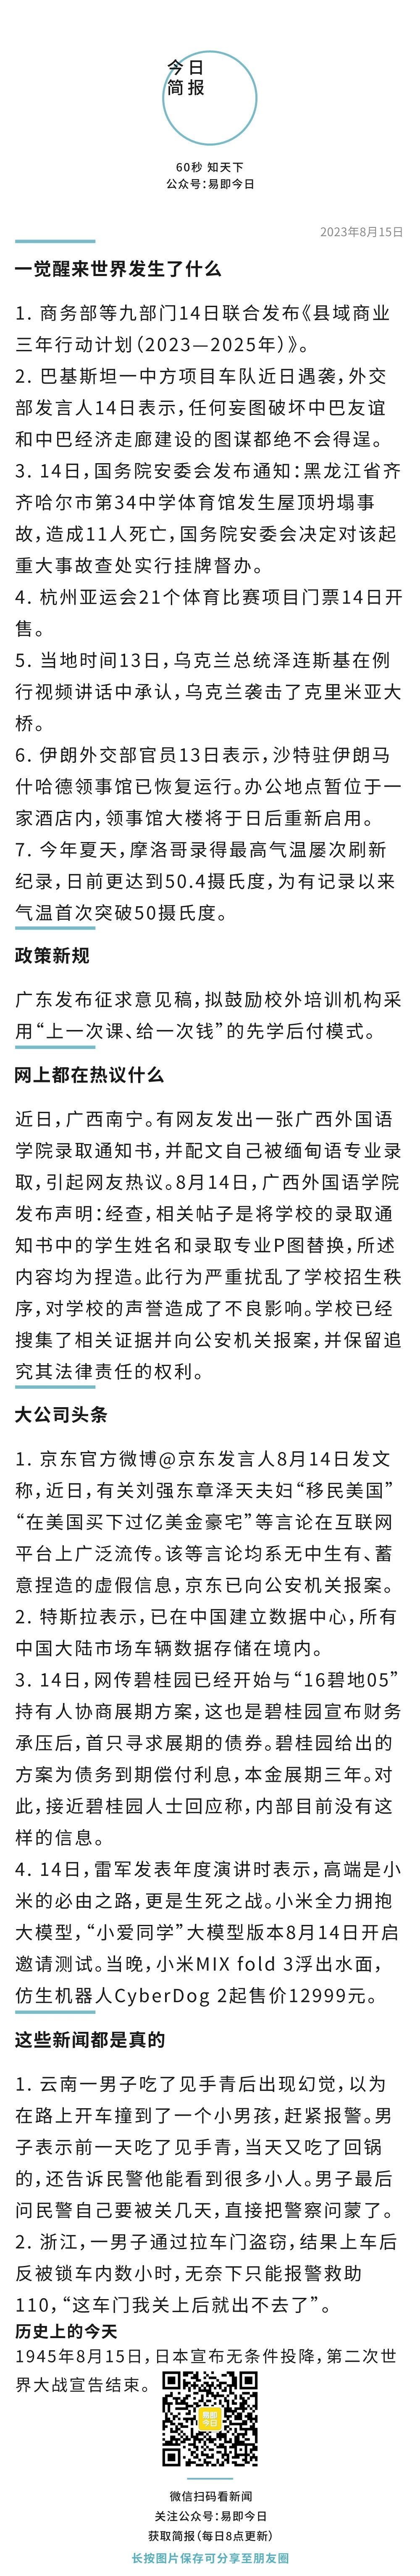 今日
简报
60秒 知天下
公众号：易即今日
2023年8月15日
一觉醒来世界发生了什么
1. 商务部等九部门14日联合发布《县域商业
三年行动计划（2023—2025年）》。
2. 巴基斯坦一中方项目车队近日遇袭，外交
部发言人14日表示，任何妄图破坏中巴友谊
和中巴经济走廊建设的图谋都绝不会得逞。
3. 14日，国务院安委会发布通知：黑龙江省齐
齐哈尔市第34中学体育馆发生屋顶坍塌事
故，造成11人死亡，国务院安委会决定对该起
重大事故查处实行挂牌督办。
4. 杭州亚运会21个体育比赛项目门票14日开
售。
5. 当地时间13日，乌克兰总统泽连斯基在例
行视频讲话中承认，乌克兰袭击了克里米亚大
桥。
6. 伊朗外交部官员13日表示，沙特驻伊朗马
什哈德领事馆已恢复运行。办公地点暂位于一
家酒店内，领事馆大楼将于日后重新启用。
7. 今年夏天，摩洛哥录得最高气温屡次刷新
纪录，日前更达到50.4摄氏度，为有记录以来
气温首次突破50摄氏度。
政策新规
广东发布征求意见稿，拟鼓励校外培训机构采
用“上一次课、给一次钱”的先学后付模式。
网上都在热议什么
近日，广西南宁。有网友发出一张广西外国语
学院录取通知书，并配文自己被缅甸语专业录
取，引起网友热议。8月14日，广西外国语学院
发布声明：经查，相关帖子是将学校的录取通
知书中的学生姓名和录取专业P图替换，所述
内容均为捏造。此行为严重扰乱了学校招生秩
序，对学校的声誉造成了不良影响。学校已经
搜集了相关证据并向公安机关报案，并保留追
究其法律责任的权利。
大公司头条
1. 京东官方微博@京东发言人8月14日发文
称，近日，有关刘强东章泽天夫妇“移民美国”
“在美国买下过亿美金豪宅”等言论在互联网
平台上广泛流传。该等言论均系无中生有、蓄
意捏造的虚假信息，京东已向公安机关报案。
2. 特斯拉表示，已在中国建立数据中心，所有
中国大陆市场车辆数据存储在境内。
3. 14日，网传碧桂园已经开始与“16碧地05”
持有人协商展期方案，这也是碧桂园宣布财务
承压后，首只寻求展期的债券。碧桂园给出的
方案为债务到期偿付利息，本金展期三年。对
此，接近碧桂园人士回应称，内部目前没有这
样的信息。
4. 14日，雷军发表年度演讲时表示，高端是小
米的必由之路，更是生死之战。小米全力拥抱
大模型，“小爱同学”大模型版本8月14日开启
邀请测试。当晚，小米MIX fold 3浮出水面，
仿生机器人CyberDog 2起售价12999元。
这些新闻都是真的
1. 云南一男子吃了见手青后出现幻觉，以为
在路上开车撞到了一个小男孩，赶紧报警。男
子表示前一天吃了见手青，当天又吃了回锅
的，还告诉民警他能看到很多小人。男子最后
问民警自己要被关几天，直接把警察问蒙了。
2. 浙江，一男子通过拉车门盗窃，结果上车后
反被锁车内数小时，无奈下只能报警救助
110，“这车门我关上后就出不去了”。
历史上的今天
1945年8月15日，日本宣布无条件投降，第二次世
界大战宣告结束。
易即
今日
微信扫码看新闻
关注公众号：易即今日
获取简报（每日8点更新）
长按图片保存可分享至朋友圈